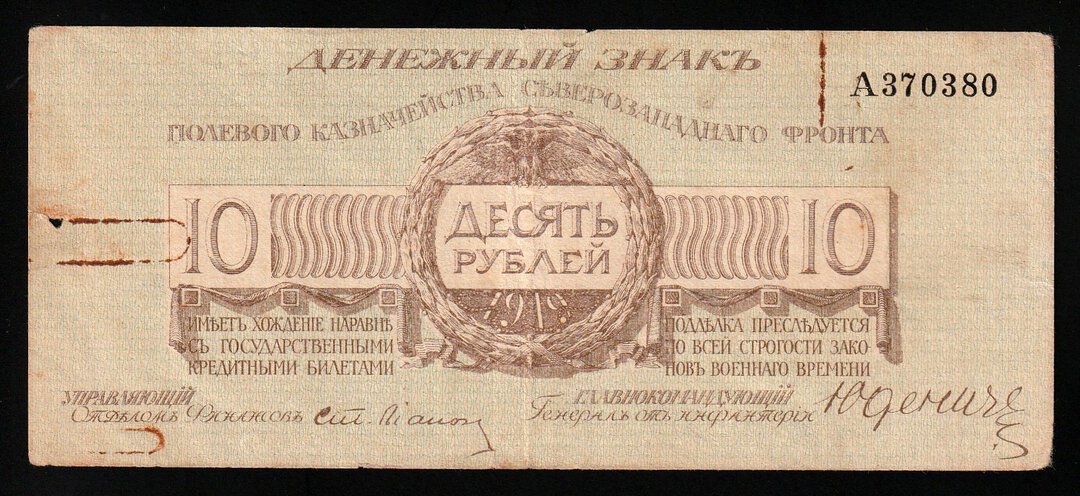 ДЕНЕЖНЫЙ ЗНАКЪ
А370380
ПОЛЕВОГО КАЗНАЧЕЙСТВА СѢВЕРОЗАПАДНАГО ФРОНТА
10
ДЕСЯТЬ
РУБЛЕЙ
10
1919
ИМѢЕТЪ ХОЖДЕНІЕ НАРАВНѢ
СЪ ГОСУДАРСТВЕННЫМИ
КРЕДИТНЫМИ БИЛЕТАМИ
ПОДДѢЛКА ПРЕСЛѢДУЕТСЯ
ПО ВСЕЙ СТРОГОСТИ ЗАКО-
НОВЪ ВОЕННАГО ВРЕМЕНИ
УПРАВЛЯЮЩІЙ
Отдѣломъ Финансовъ
ГЛАВНОКОМАНДУЮЩІЙ
Генералъ отъ инфантеріи Юденичъ